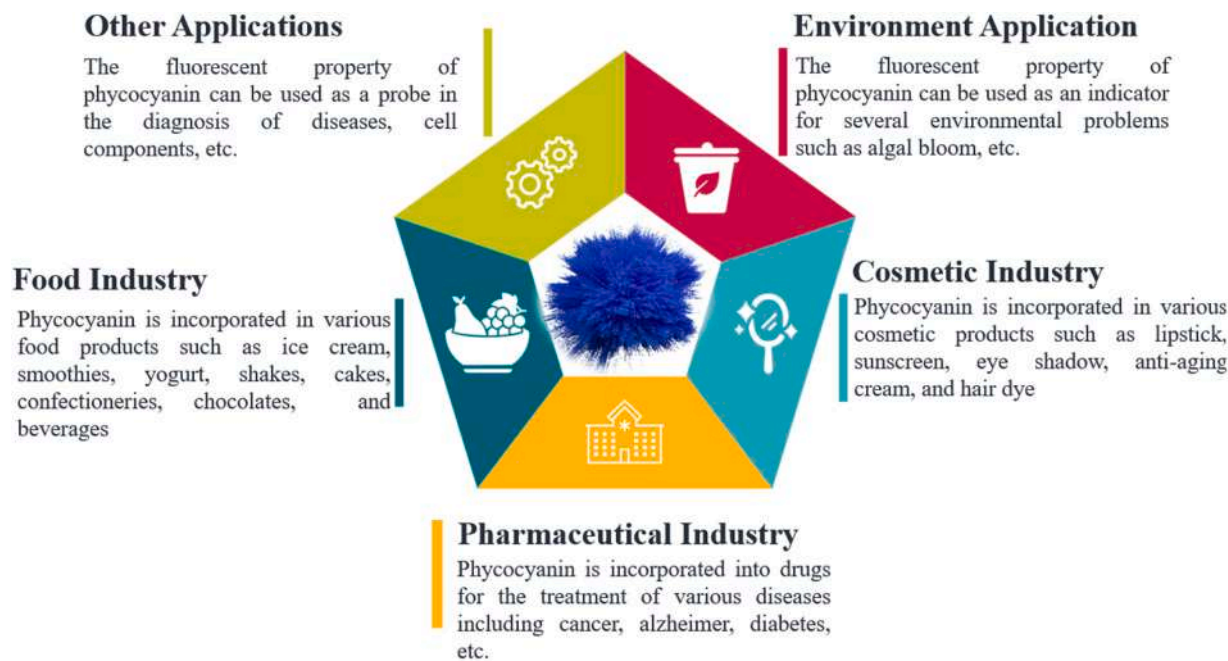 Other Applications
The fluorescent property of
phycocyanin can be used as a probe in
the diagnosis of diseases, cell
components, etc.
Environment Application
The fluorescent property of
phycocyanin can be used as an indicator
for several environmental problems
such as algal bloom, etc.
Food Industry
Phycocyanin is incorporated in various
food products such as ice cream,
smoothies, yogurt, shakes, cakes,
confectioneries, chocolates, and
beverages
Cosmetic Industry
Phycocyanin is incorporated in various
cosmetic products such as lipstick,
sunscreen, eye shadow, anti-aging
cream, and hair dye
Pharmaceutical Industry
Phycocyanin is incorporated into drugs
for the treatment of various diseases
including cancer, alzheimer, diabetes,
etc.